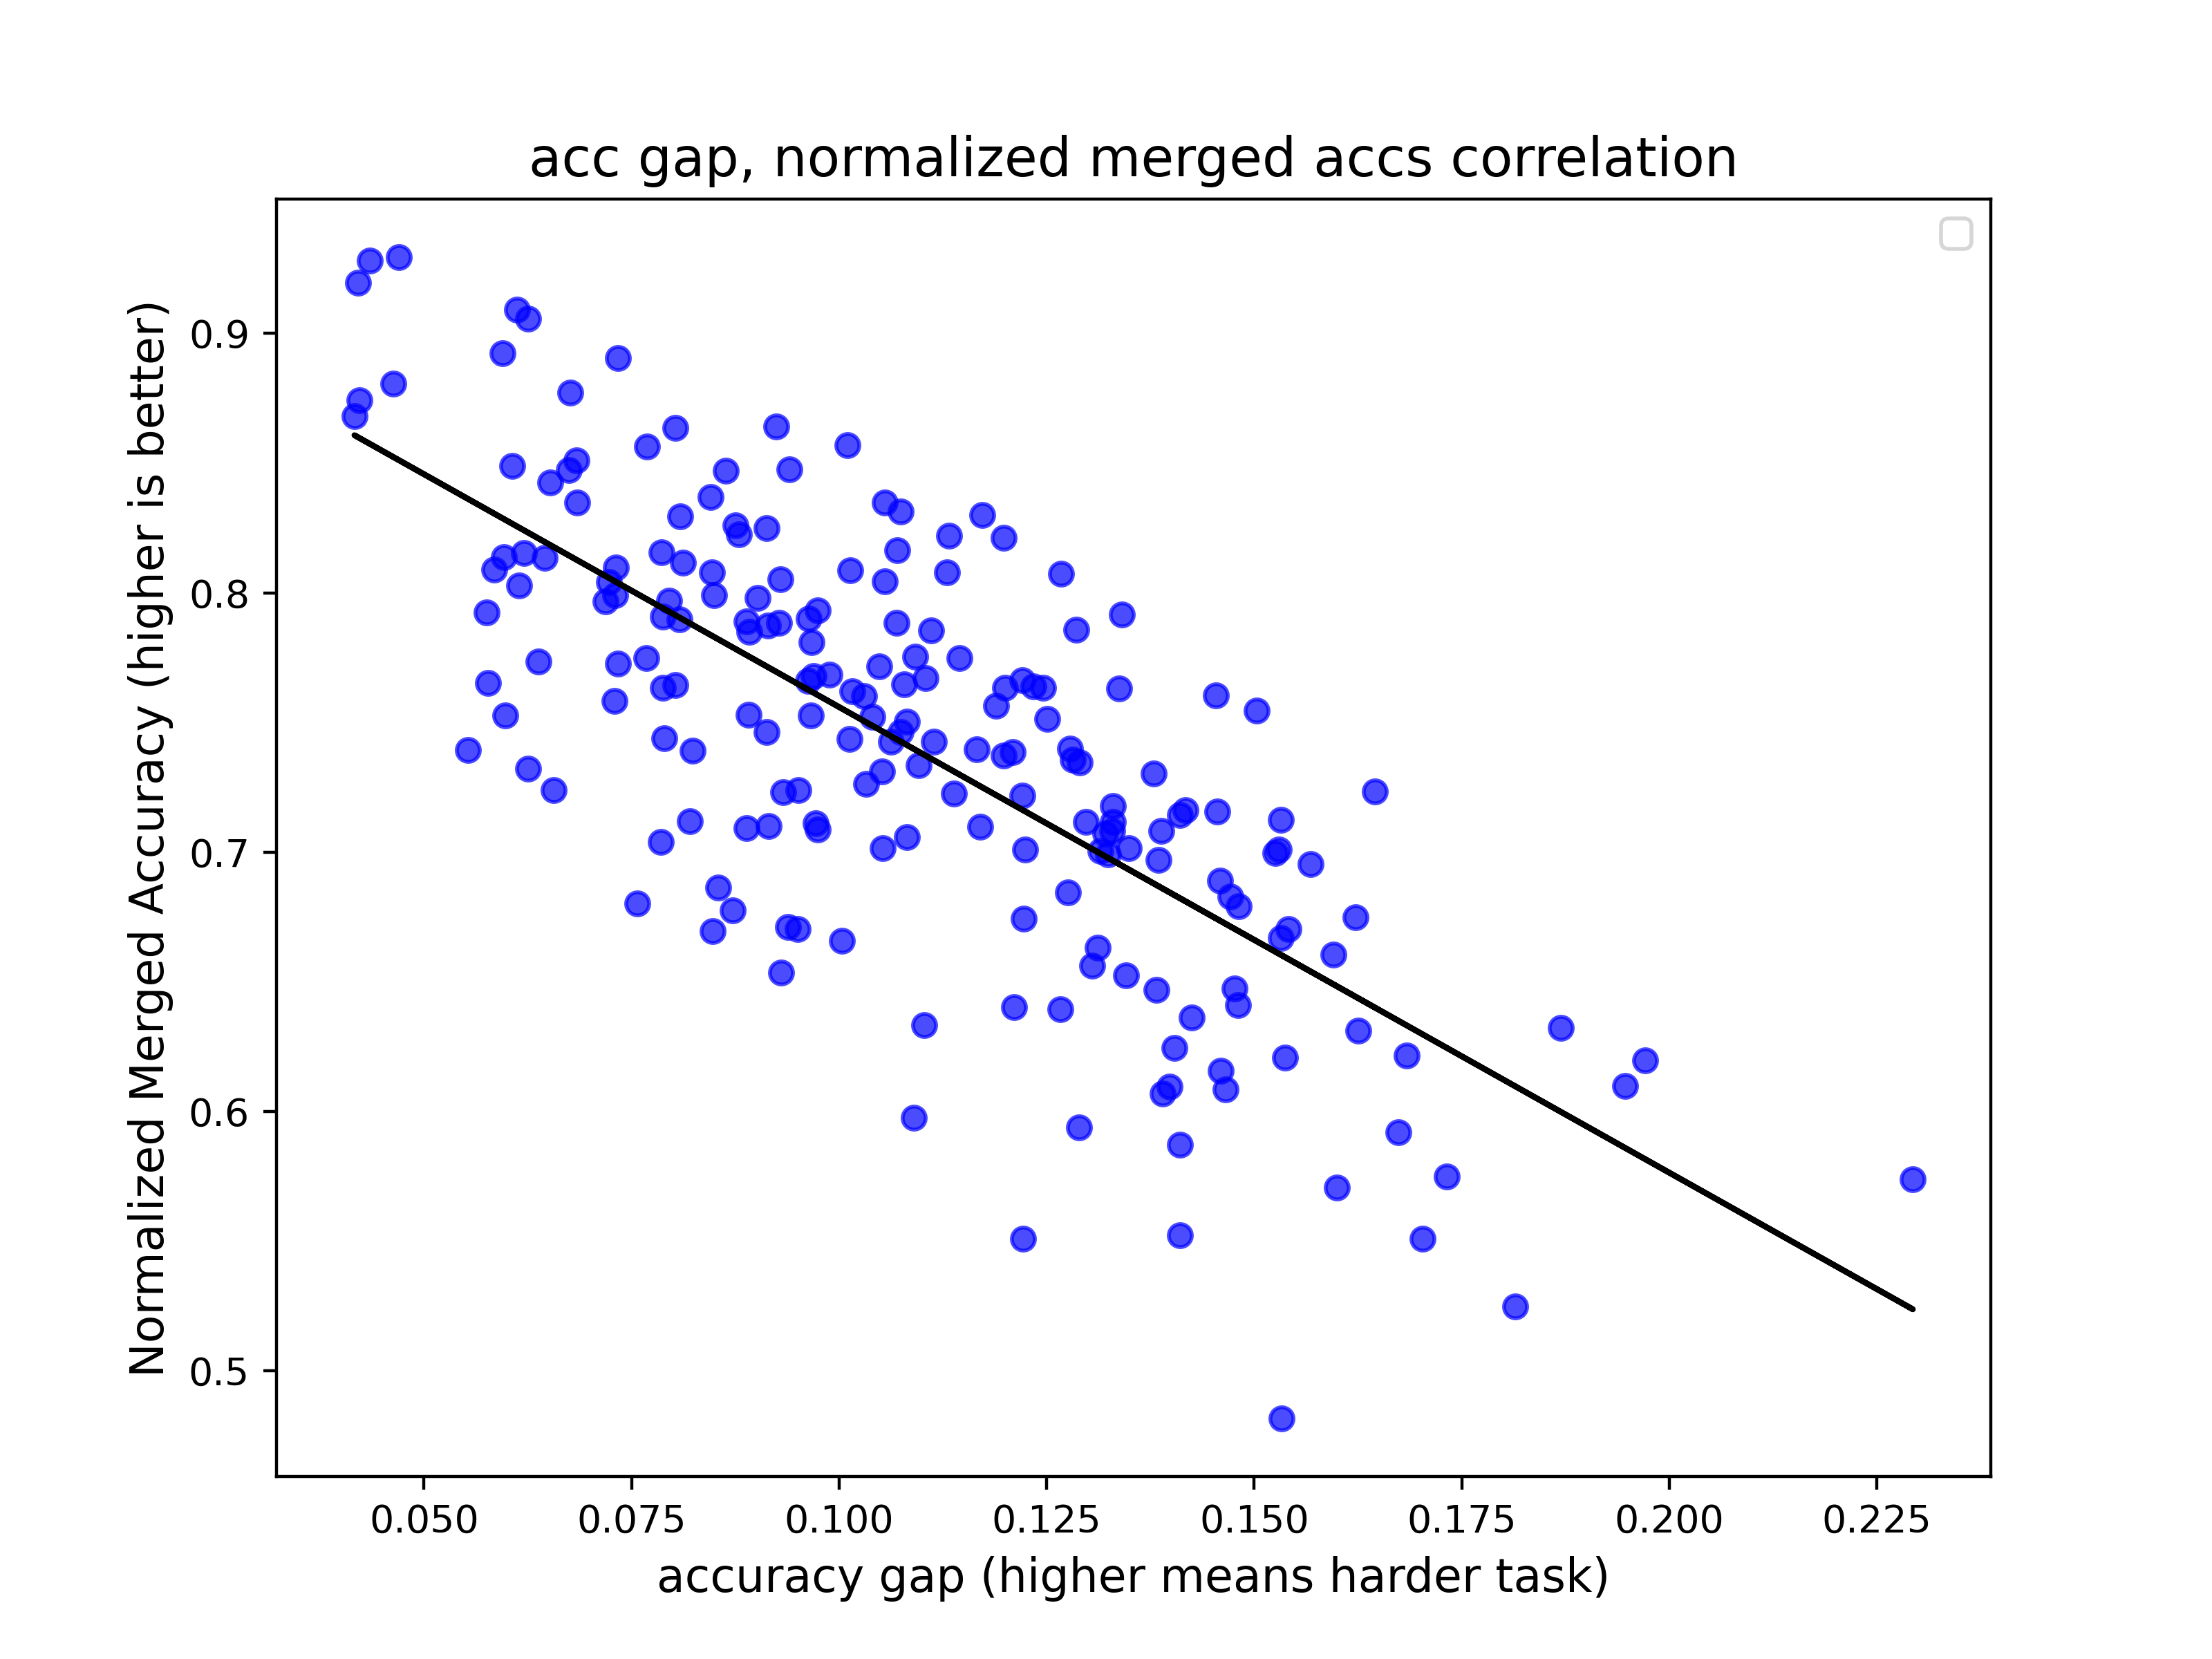 acc gap, normalized merged accs correlation
Normalized Merged Accuracy (higher is better)
0.9
0.8
0.7
0.6
0.5
0.050 0.075 0.100 0.125 0.150 0.175 0.200 0.225
accuracy gap (higher means harder task)